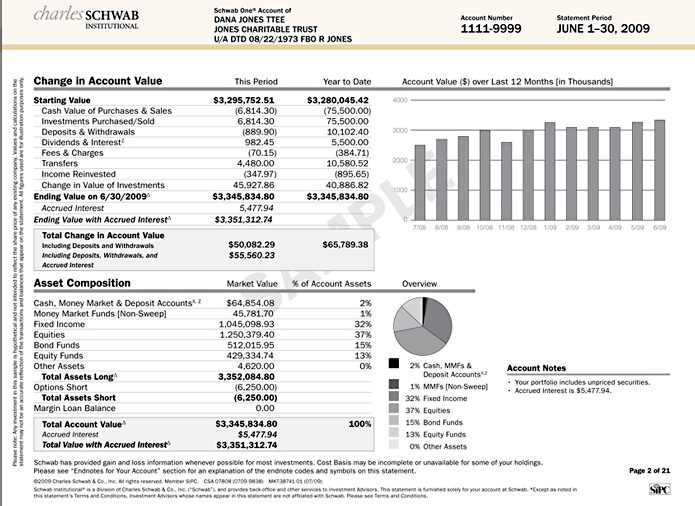 charles SCHWAB
INSTITUTIONAL
Schwab One® Account of
DANA JONES TTEE
JONES CHARITABLE TRUST
U/A DTD 08/22/1973 FBO R JONES
Account Number
1111-9999
Statement Period
JUNE 1–30, 2009
Please note: Any investment in this sample is hypothetical and not intended to reflect the share price of any existing company. Values and calculations on the
statement may not be an accurate reflection of the transactions and balances that appear on the statement. All figures used are for illustration purposes only.
Change in Account Value This Period Year to Date
Starting Value $3,295,752.51 $3,280,045.42
Cash Value of Purchases & Sales (6,814.30) (75,500.00)
Investments Purchased/Sold 6,814.30 75,500.00
Deposits & Withdrawals (889.90) 10,102.40
Dividends & Interest Z 982.45 5,500.00
Fees & Charges (70.15) (384.71)
Transfers 4,480.00 10,580.52
Income Reinvested (347.97) (895.65)
Change in Value of Investments 45,927.86 40,886.82
Ending Value on 6/30/2009△ $3,345,834.80 $3,345,834.80
Accrued Interest 5,477.94
Ending Value with Accrued Interest△ $3,351,312.74
Total Change in Account Value
Including Deposits and Withdrawals $50,082.29 $65,789.38
Including Deposits, Withdrawals, and $55,560.23
Accrued Interest
Account Value ($) over Last 12 Months [in Thousands]
4000
3000
2000
1000
0
7/08 8/08 9/08 10/08 11/08 12/08 1/09 2/09 3/09 4/09 5/09 6/09
SAMPLE
Asset Composition Market Value % of Account Assets
Cash, Money Market & Deposit Accounts X, Z $64,854.08 2%
Money Market Funds [Non-Sweep] 45,781.70 1%
Fixed Income 1,045,098.93 32%
Equities 1,250,379.40 37%
Bond Funds 512,015.95 15%
Equity Funds 429,334.74 13%
Other Assets 4,620.00 0%
Total Assets Long△ 3,352,084.80
Options Short (6,250.00)
Total Assets Short (6,250.00)
Margin Loan Balance 0.00
Total Account Value△ $3,345,834.80 100%
Accrued Interest $5,477.94
Total Value with Accrued Interest△ $3,351,312.74
Overview
2% Cash, MMFs &
Deposit Accounts X,Z
1% MMFs [Non-Sweep]
32% Fixed Income
37% Equities
15% Bond Funds
13% Equity Funds
0% Other Assets
Account Notes
• Your portfolio includes unpriced securities.
• Accrued Interest is $5,477.94.
Schwab has provided gain and loss information whenever possible for most investments. Cost Basis may be incomplete or unavailable for some of your holdings.
Please see “Endnotes for Your Account” section for an explanation of the endnote codes and symbols on this statement.
Page 2 of 21
©2009 Charles Schwab & Co., Inc. All rights reserved. Member SIPC. CSA 07808 (0709-9838) MKT38741-01 (07/09)
Schwab Institutional® is a division of Charles Schwab & Co., Inc. (“Schwab”), and provides back-office and other services to Investment Advisors. This statement is furnished solely for your account at Schwab. *Except as noted in
this statement's Terms and Conditions, Investment Advisors whose names appear in this statement are not affiliated with Schwab. Please see Terms and Conditions.
SIPC